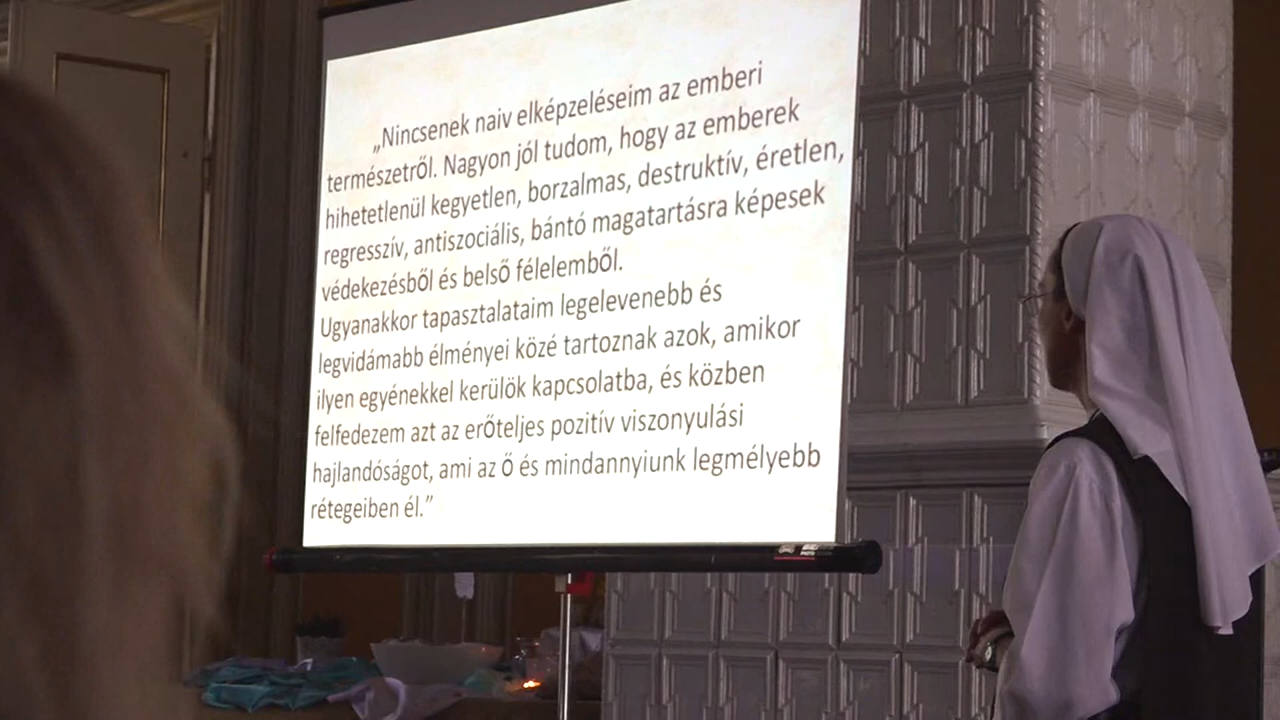 „Nincsenek naiv elképzeléseim az emberi
természetről. Nagyon jól tudom, hogy az emberek
hihetetlenül kegyetlen, borzalmas, destruktív, éretlen,
regresszív, antiszociális, bántó magatartásra képesek
védekezésből és belső félelemből.
Ugyanakkor tapasztalataim legelevenebb és
legvidámabb élményei közé tartoznak azok, amikor
ilyen egyénekkel kerülök kapcsolatba, és közben
felfedezem azt az erőteljes pozitív viszonyulási
hajlandóságot, ami az ő és mindannyiunk legmélyebb
rétegeiben él.”